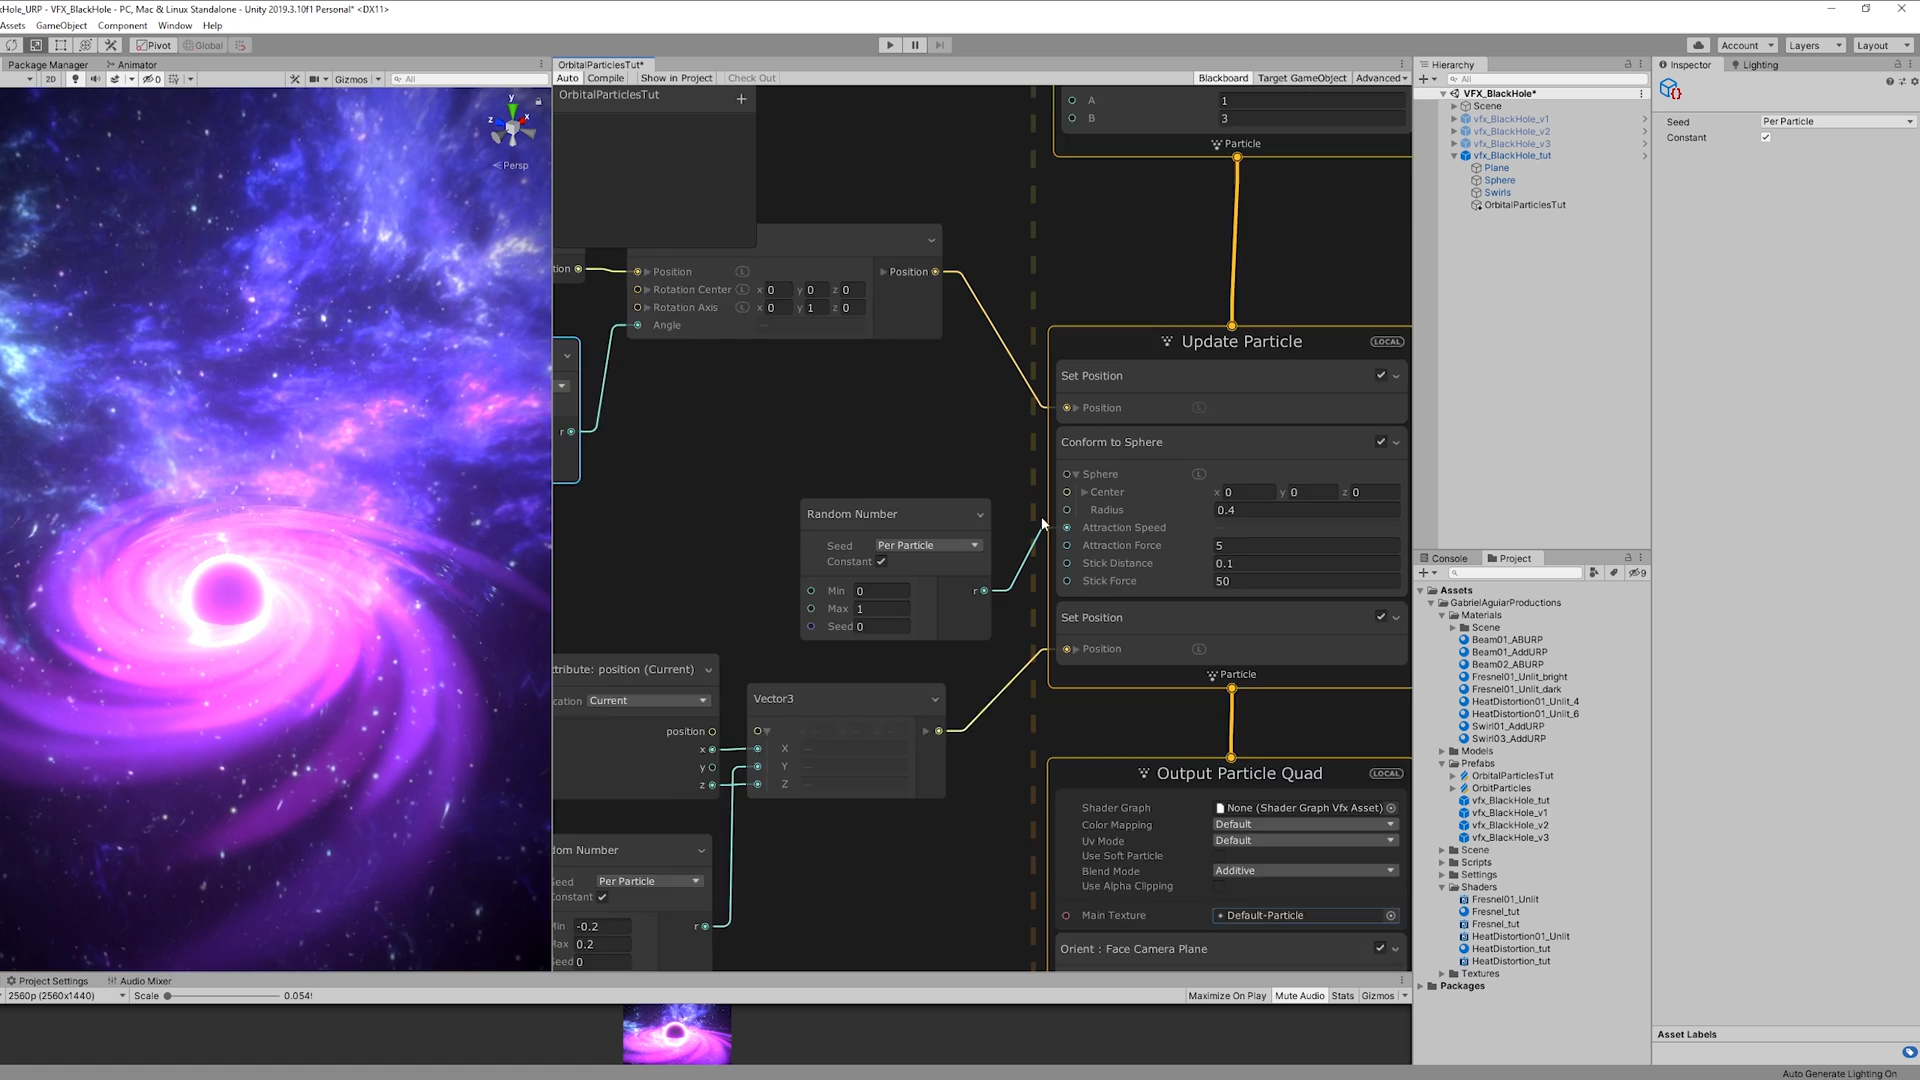 kHole_URP - VFX_BlackHole - PC, Mac & Linux Standalone - Unity 2019.3.10f1 Personal* <DX11>
Assets GameObject Component Window Help
Pivot Global Account Layers Layout
Package Manager Animator
2D 0 Gizmos All
y
z x
Persp
OrbitalParticlesTut*
Auto Compile Show in Project Check Out Blackboard Target GameObject Advanced
OrbitalParticlesTut
A 1
B 3
Particle
tion
Position L Position
Rotation Center L x 0 y 0 z 0
Rotation Axis L x 0 y 1 z 0
Angle
r
Update Particle LOCAL
Set Position
Position L
Conform to Sphere
Sphere L
Center x 0 y 0 z 0
Radius 0.4
Attraction Speed
Attraction Force 5
Stick Distance 0.1
Stick Force 50
Set Position
Position L
Particle
Random Number
Seed Per Particle
Constant
Min 0 r
Max 1
Seed 0
ttribute: position (Current)
cation Current
position
x
y
z
Vector3
X
Y
Z
dom Number
Seed Per Particle
Constant
Min -0.2 r
Max 0.2
Seed 0
Output Particle Quad LOCAL
Shader Graph None (Shader Graph Vfx Asset)
Color Mapping Default
Uv Mode Default
Use Soft Particle
Blend Mode Additive
Use Alpha Clipping
Main Texture Default-Particle
Orient : Face Camera Plane
Hierarchy
All
VFX_BlackHole*
Scene
vfx_BlackHole_v1
vfx_BlackHole_v2
vfx_BlackHole_v3
vfx_BlackHole_tut
Plane
Sphere
Swirls
OrbitalParticlesTut
Inspector Lighting
Seed Per Particle
Constant
Console Project
9
Assets
GabrielAguiarProductions
Materials
Scene
Beam01_ABURP
Beam01_AddURP
Beam02_ABURP
Fresnel01_Unlit_bright
Fresnel01_Unlit_dark
HeatDistortion01_Unlit_4
HeatDistortion01_Unlit_6
Swirl01_AddURP
Swirl03_AddURP
Models
Prefabs
OrbitalParticlesTut
OrbitParticles
vfx_BlackHole_tut
vfx_BlackHole_v1
vfx_BlackHole_v2
vfx_BlackHole_v3
Scene
Scripts
Settings
Shaders
Fresnel01_Unlit
Fresnel_tut
Fresnel_tut
HeatDistortion01_Unlit
HeatDistortion_tut
HeatDistortion_tut
Textures
Packages
Project Settings Audio Mixer
2560p (2560x1440) Scale 0.054 Maximize On Play Mute Audio Stats Gizmos
Asset Labels
Auto Generate Lighting On